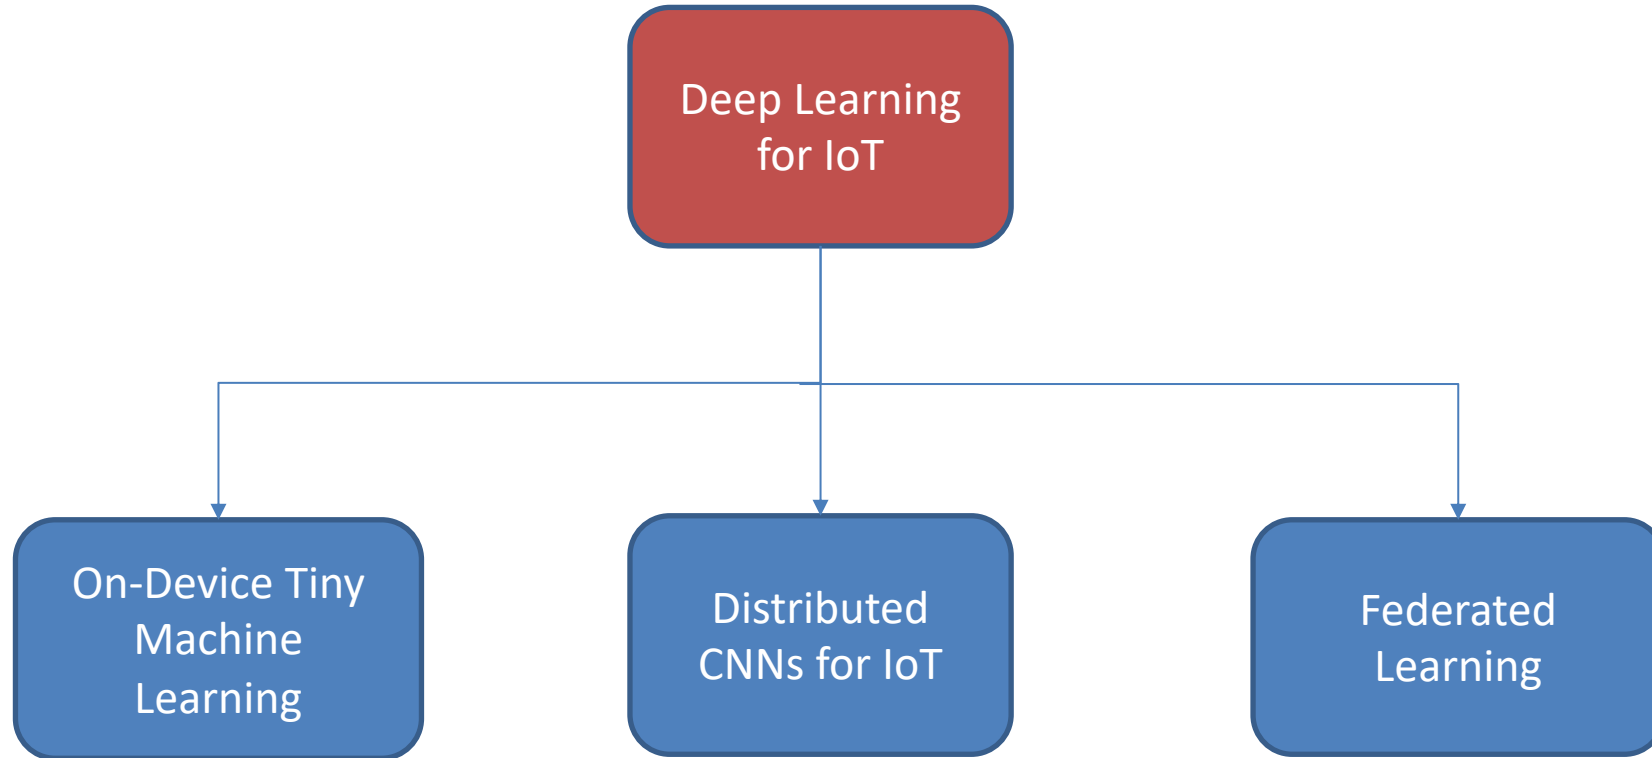 Deep Learning
for IoT
On-Device Tiny
Machine
Learning
Distributed
CNNs for IoT
Federated
Learning